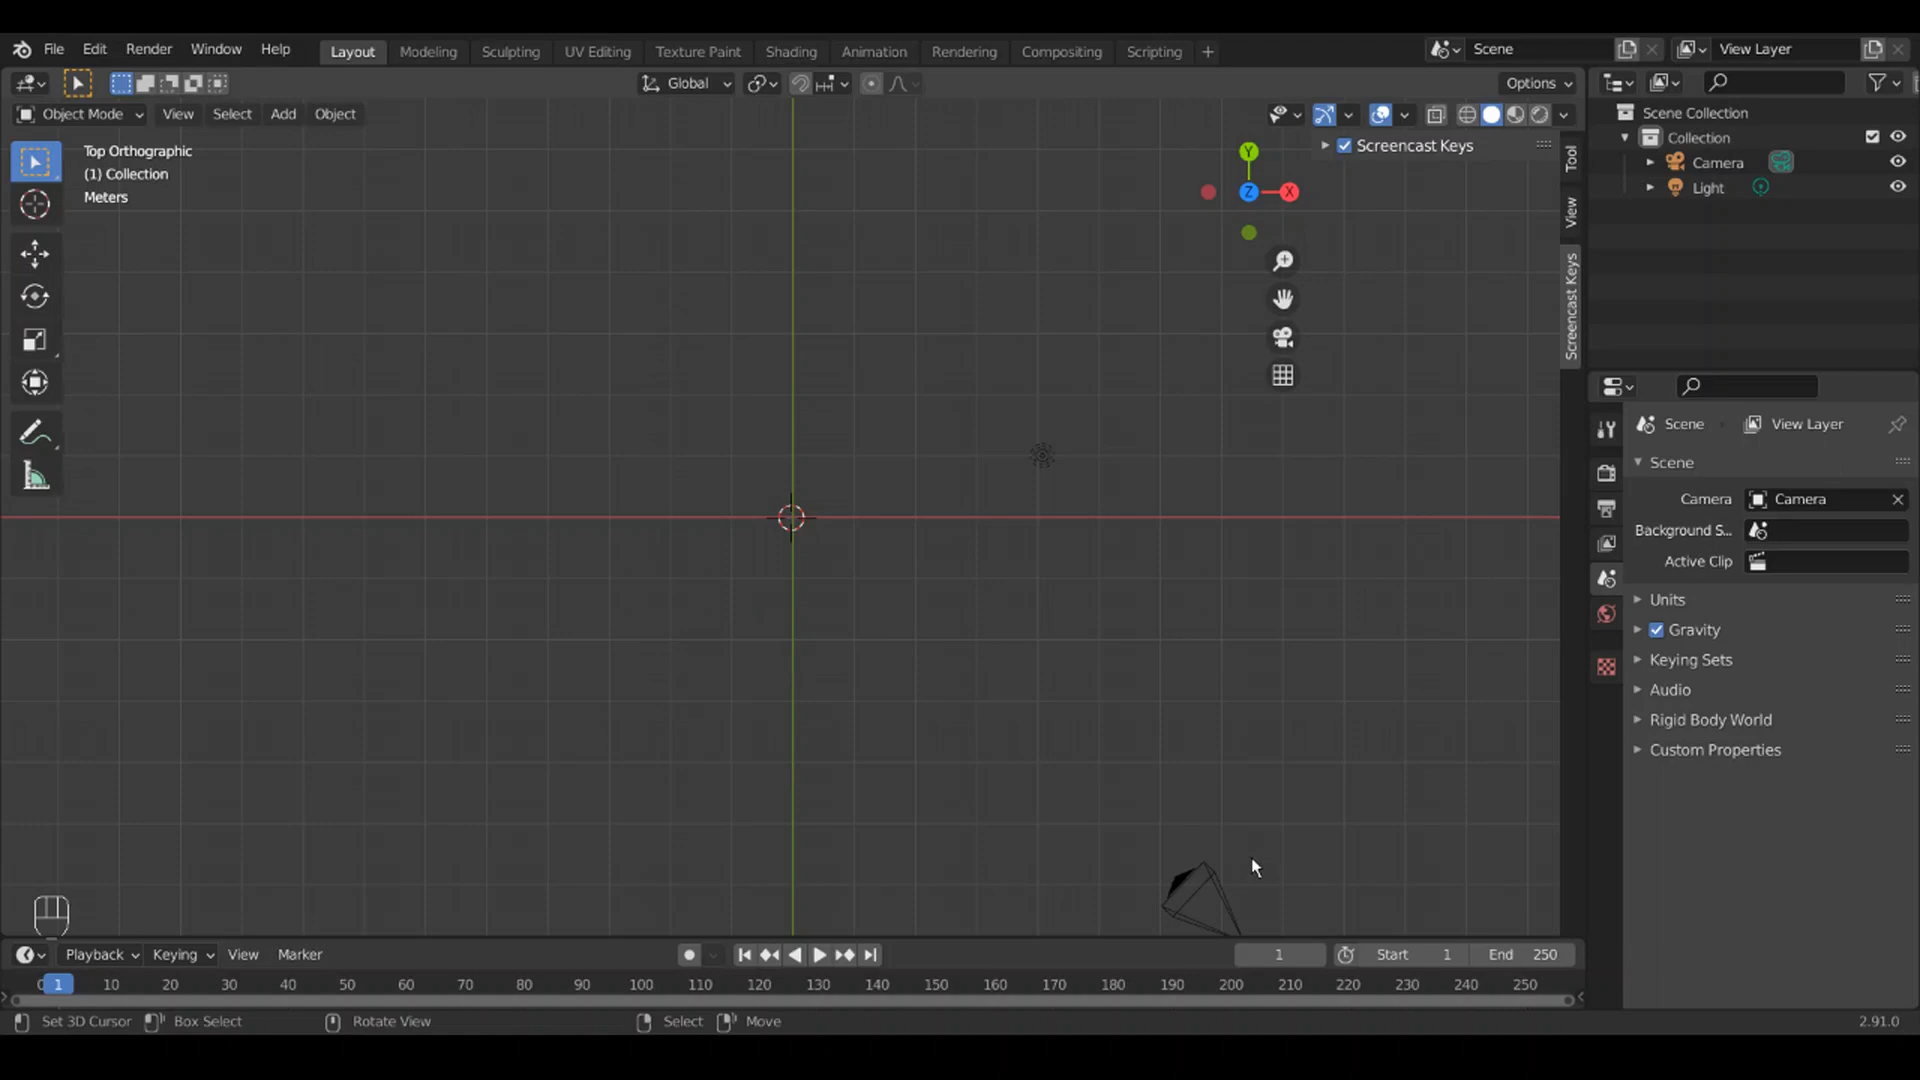 File Edit Render Window Help Layout Modeling Sculpting UV Editing Texture Paint Shading Animation Rendering Compositing Scripting + Scene View Layer
Global Options
Object Mode View Select Add Object
Top Orthographic
(1) Collection
Meters
Y
Z X
Screencast Keys
Tool
View
Screencast Keys
Scene Collection
Collection
Camera
Light
Scene View Layer
Scene
Camera Camera
Background S...
Active Clip
Units
Gravity
Keying Sets
Audio
Rigid Body World
Custom Properties
Playback Keying View Marker 1 Start 1 End 250
1 10 20 30 40 50 60 70 80 90 100 110 120 130 140 150 160 170 180 190 200 210 220 230 240 250
Set 3D Cursor Box Select Rotate View Select Move 2.91.0